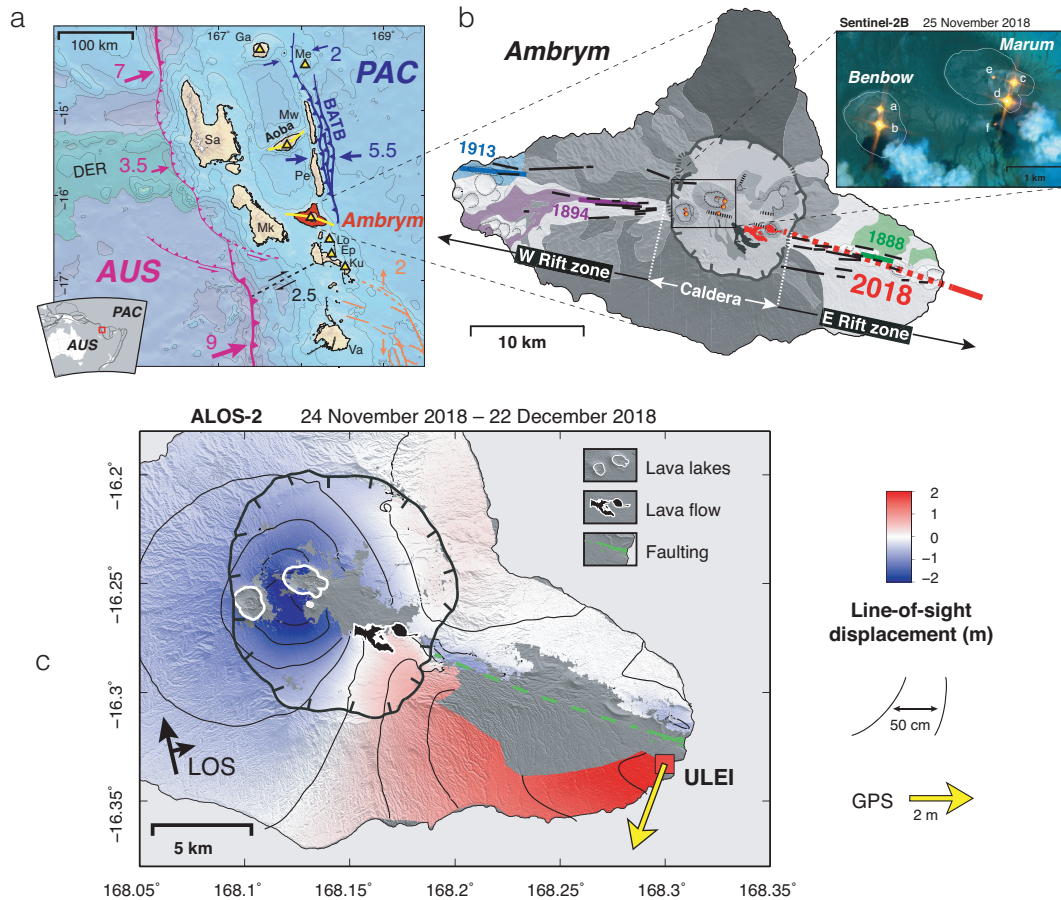 a
100 km
167
169
Ga
Me
2
PAC
7
−15
Sa
Mw
Aoba
BATB
5.5
DER
3.5
Pe
−16
Mk
Ambrym
AUS
Lo
Ep
Ku
2
−17
2.5
9
Va
PAC
AUS
b
Ambrym
Sentinel-2B 25 November 2018
Marum
Benbow
e
c
d
a
b
f
1 km
1913
1894
1888
2018
W Rift zone
Caldera
E Rift zone
10 km
c
ALOS-2 24 November 2018 – 22 December 2018
−16.2°
−16.25°
−16.3°
−16.35°
Lava lakes
Lava flow
Faulting
LOS
ULEI
5 km
168.05°
168.1°
168.15°
168.2°
168.25°
168.3°
168.35°
2
1
0
−1
−2
Line-of-sight
displacement (m)
50 cm
GPS
2 m